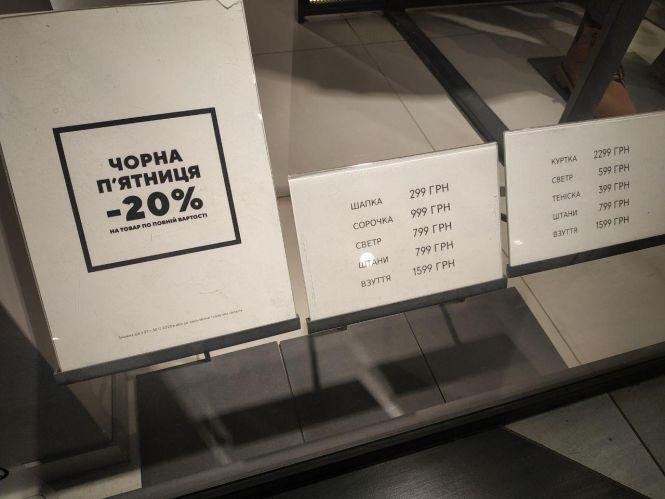 ЧОРНА
П'ЯТНИЦЯ
-20%
НА ТОВАР ПО ПОВНІЙ ВАРТОСТІ
ШАПКА 299 ГРН
СОРОЧКА 999 ГРН
СВЕТР 799 ГРН
ШТАНИ 799 ГРН
ВЗУТТЯ 1599 ГРН
КУРТКА 2299 ГРН
СВЕТР 599 ГРН
ТЕНІСКА 399 ГРН
ШТАНИ 799 ГРН
ВЗУТТЯ 1599 ГРН